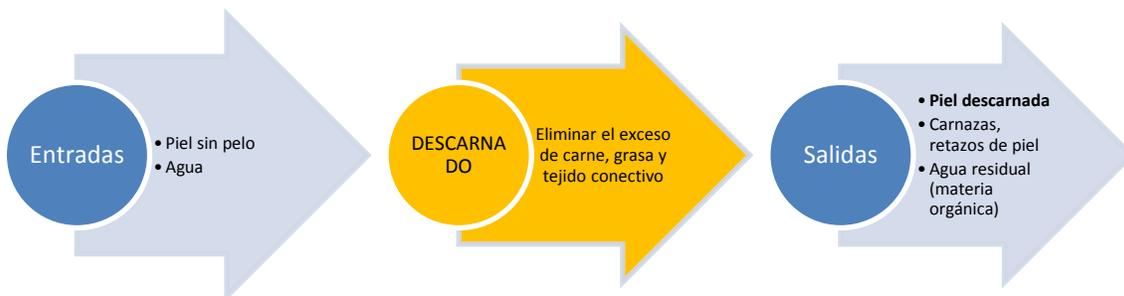 Entradas
• Piel sin pelo
• Agua
DESCARNA
DO
Eliminar el exceso
de carne, grasa y
tejido conectivo
Salidas
• Piel descarnada
• Carnazas,
retazos de piel
• Agua residual
(materia
orgánica)